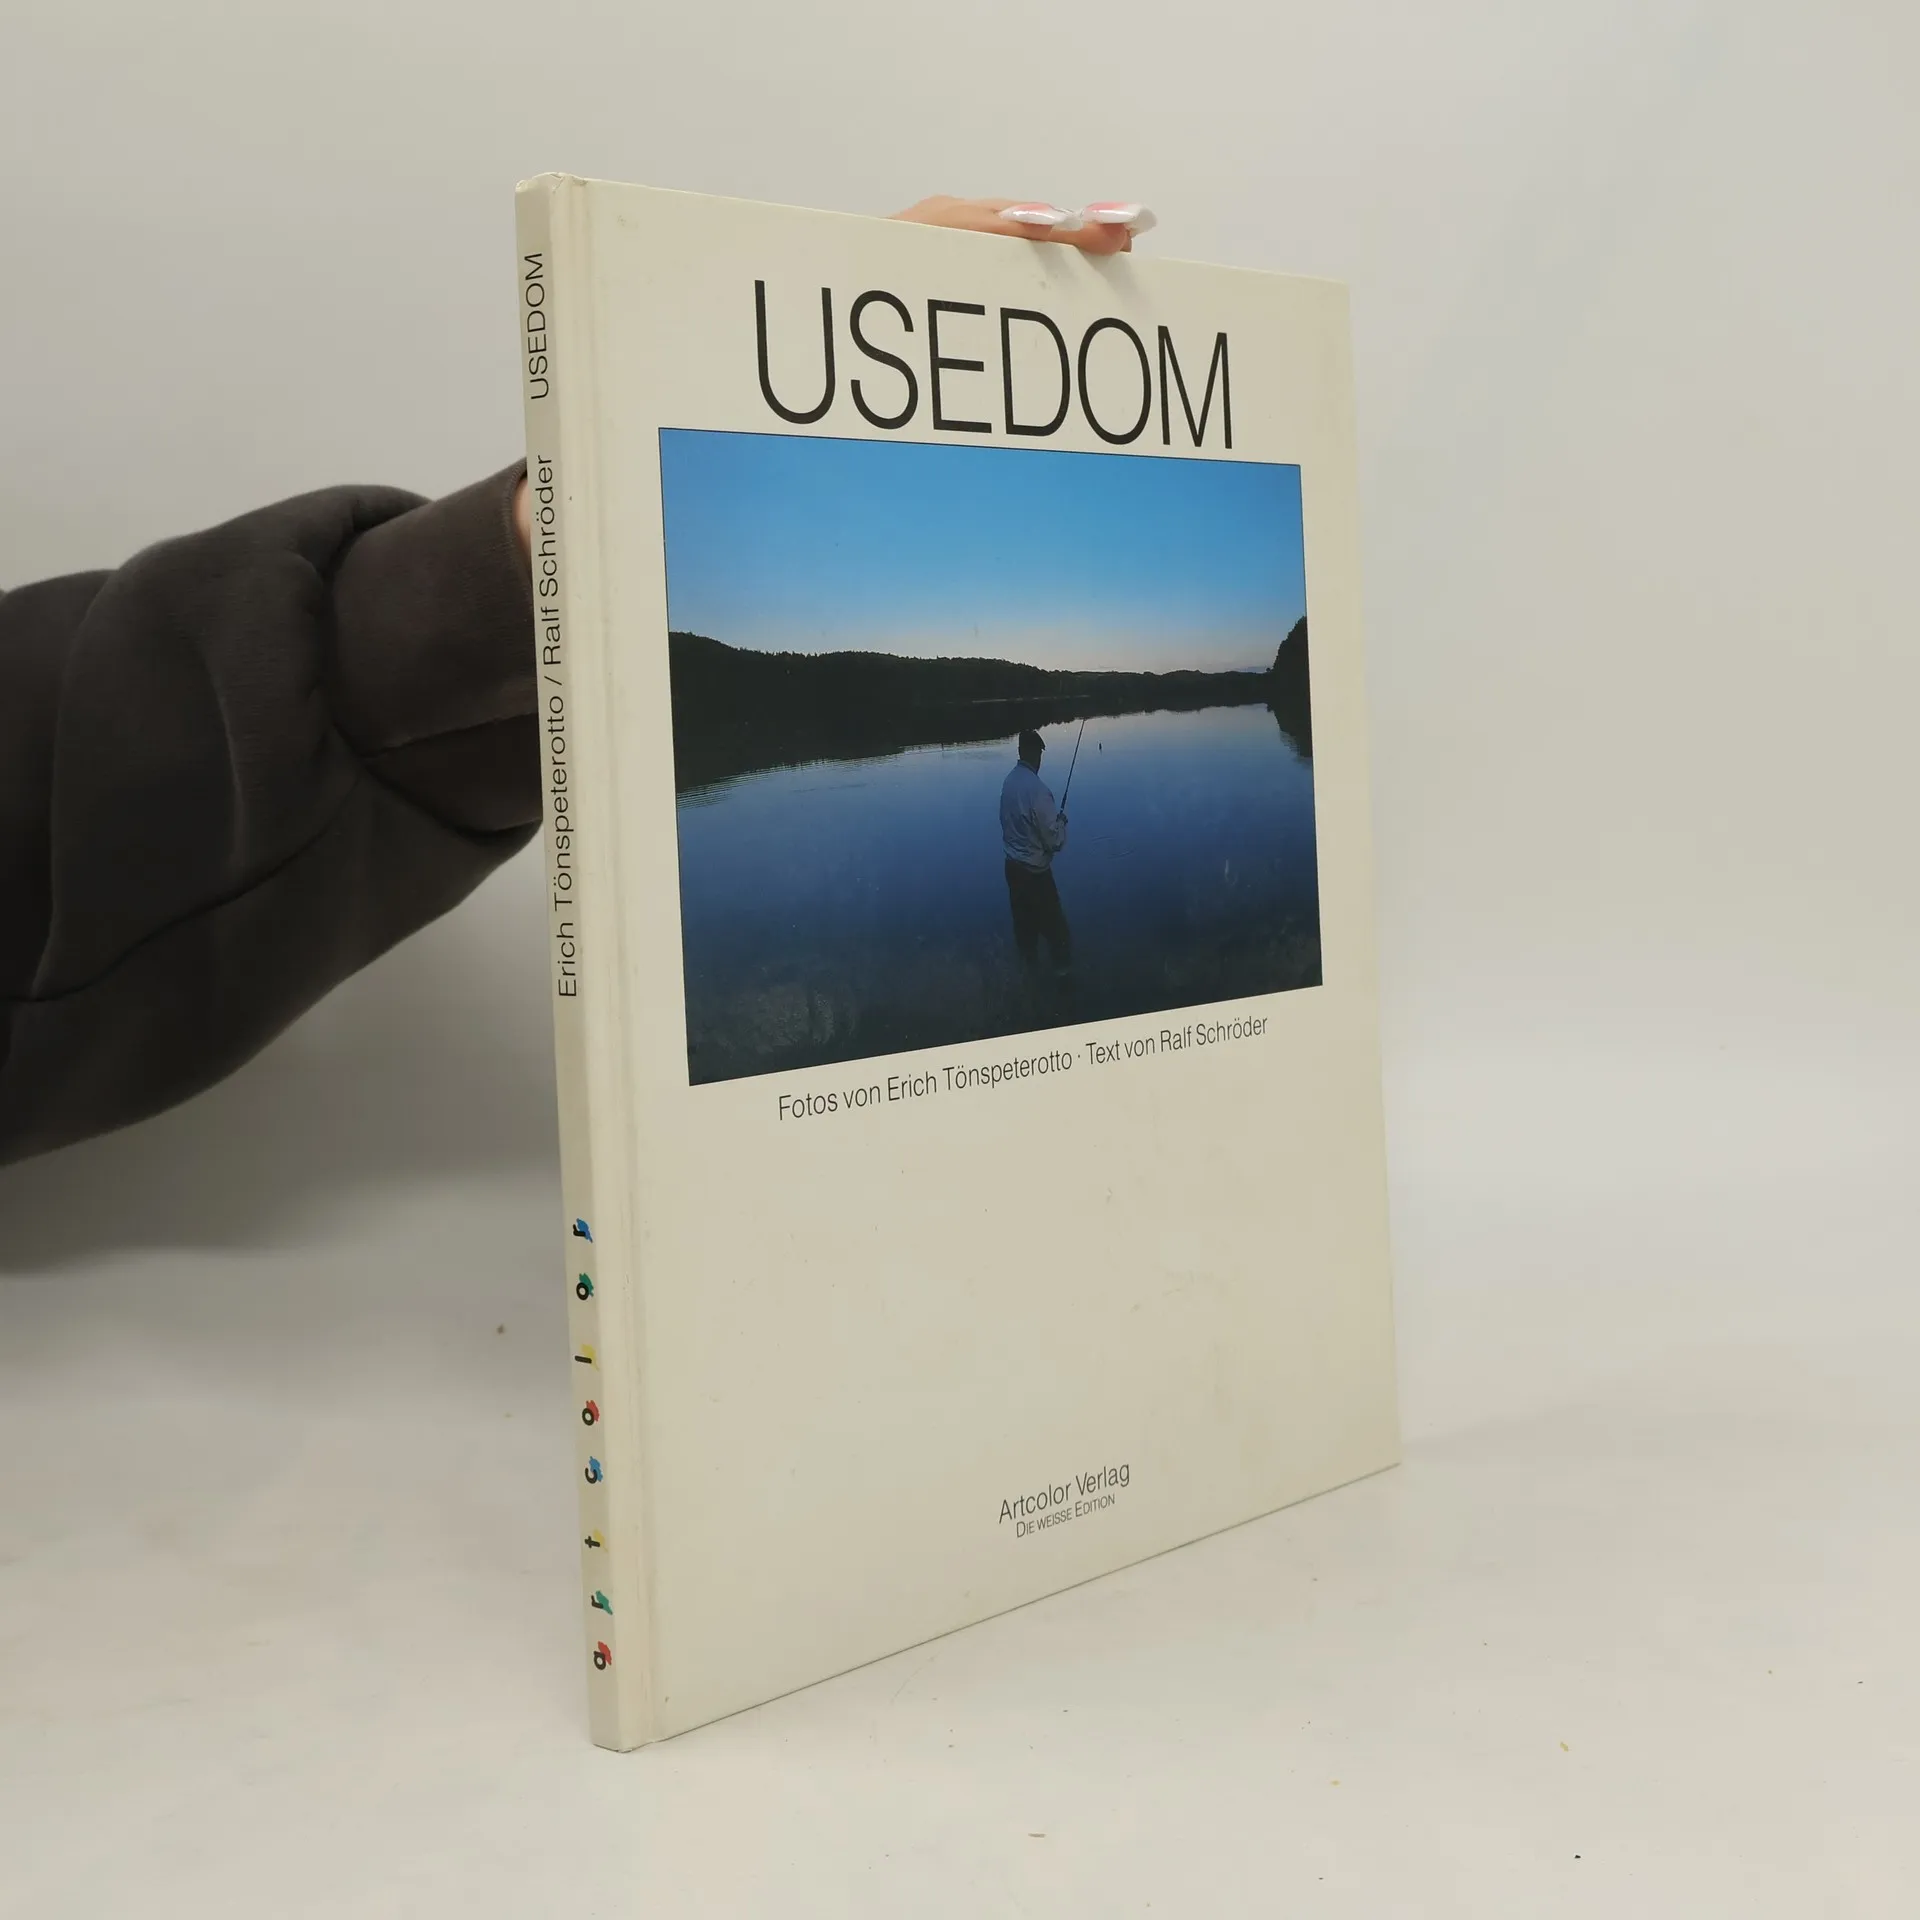 USEDOM
Fotos von Erich Tönspeterotto · Text von Ralf Schröder
Artcolor Verlag
DIE WEISSE EDITION
Erich Tönspeterotto / Ralf Schröder USEDOM
artcolor